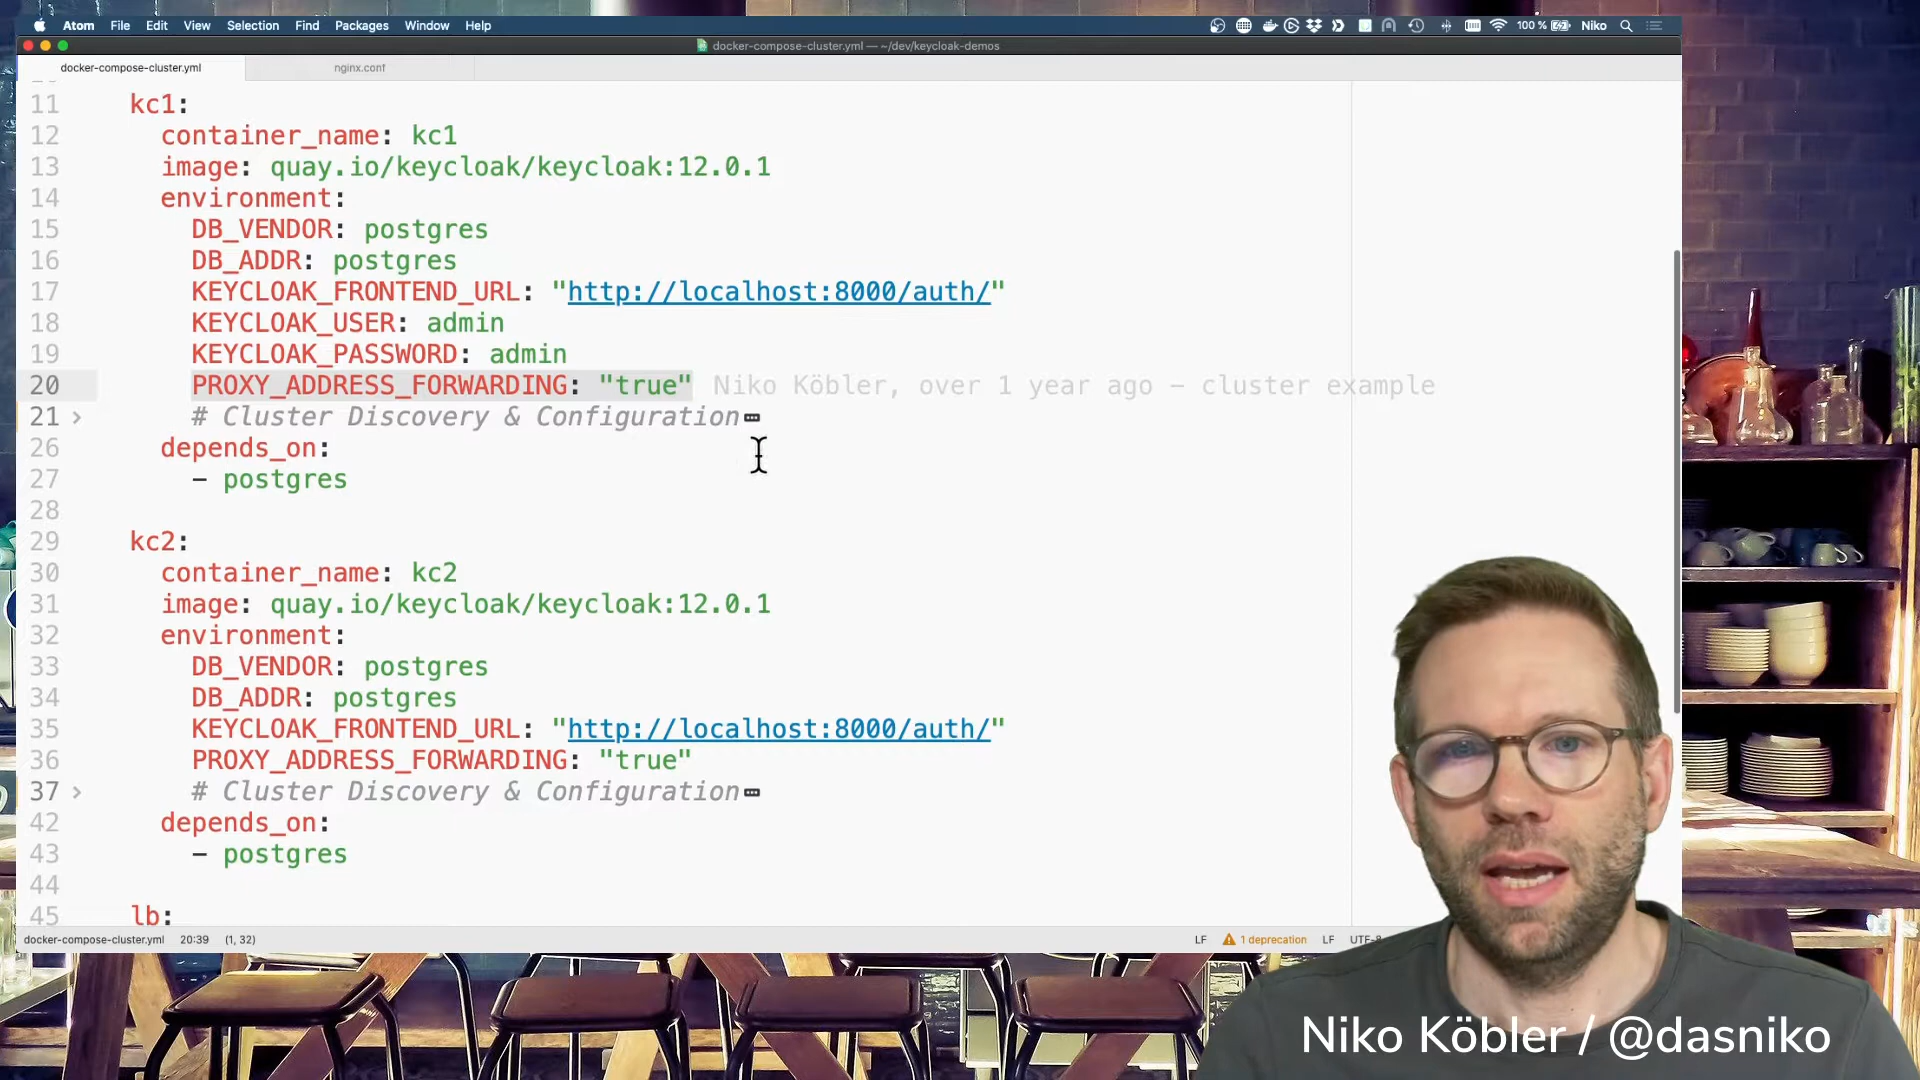 Atom File Edit View Selection Find Packages Window Help 100 % Niko
docker-compose-cluster.yml — ~/dev/keycloak-demos
docker-compose-cluster.yml nginx.conf
11 kc1:
12 container_name: kc1
13 image: quay.io/keycloak/keycloak:12.0.1
14 environment:
15 DB_VENDOR: postgres
16 DB_ADDR: postgres
17 KEYCLOAK_FRONTEND_URL: "http://localhost:8000/auth/"
18 KEYCLOAK_USER: admin
19 KEYCLOAK_PASSWORD: admin
20 PROXY_ADDRESS_FORWARDING: "true" Niko Köbler, over 1 year ago — cluster example
21 # Cluster Discovery & Configuration
26 depends_on:
27 - postgres
28
29 kc2:
30 container_name: kc2
31 image: quay.io/keycloak/keycloak:12.0.1
32 environment:
33 DB_VENDOR: postgres
34 DB_ADDR: postgres
35 KEYCLOAK_FRONTEND_URL: "http://localhost:8000/auth/"
36 PROXY_ADDRESS_FORWARDING: "true"
37 # Cluster Discovery & Configuration
42 depends_on:
43 - postgres
44
45 lb:
docker-compose-cluster.yml 20:39 (1, 32) LF 1 deprecation LF UTF-8
Niko Köbler / @dasniko